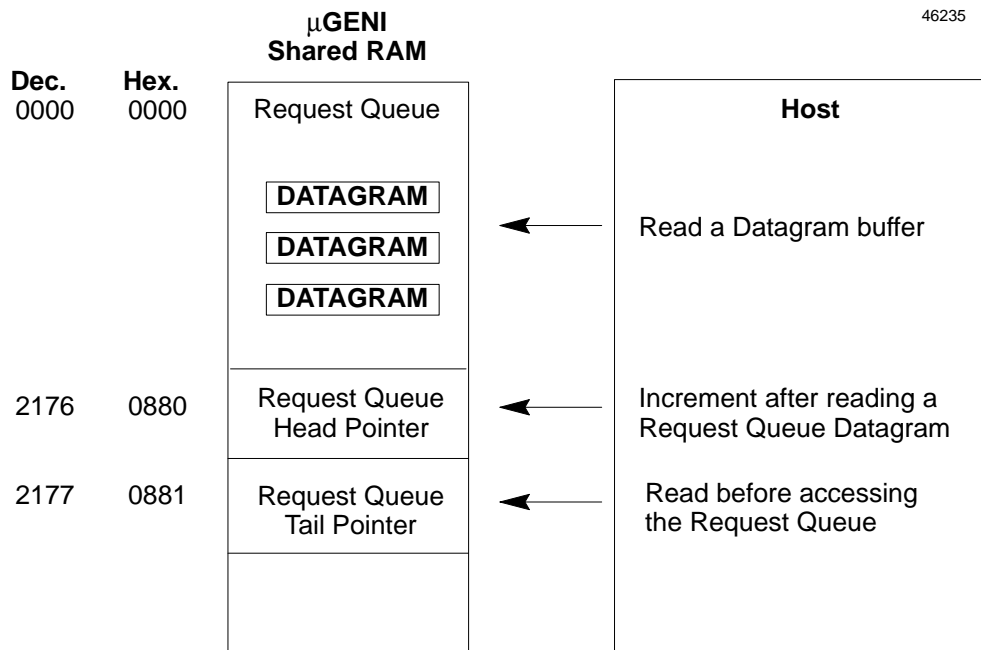 46235
μGENI
Shared RAM
Dec. Hex.
0000 0000 Request Queue Host
DATAGRAM
DATAGRAM
DATAGRAM
Read a Datagram buffer
2176 0880 Request Queue
Head Pointer
Increment after reading a
Request Queue Datagram
2177 0881 Request Queue
Tail Pointer
Read before accessing
the Request Queue